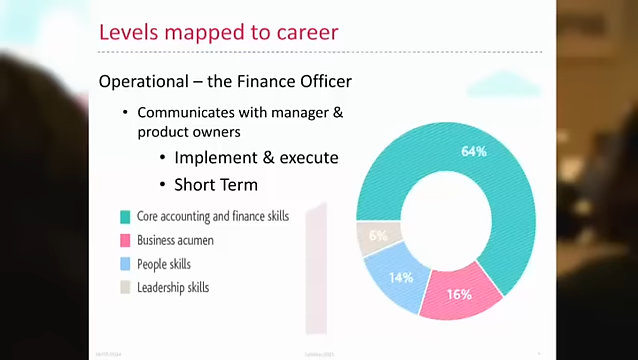 Levels mapped to career
Operational – the Finance Officer
• Communicates with manager &
product owners
• Implement & execute
• Short Term
Core accounting and finance skills
Business acumen
People skills
Leadership skills
64%
6%
14%
16%